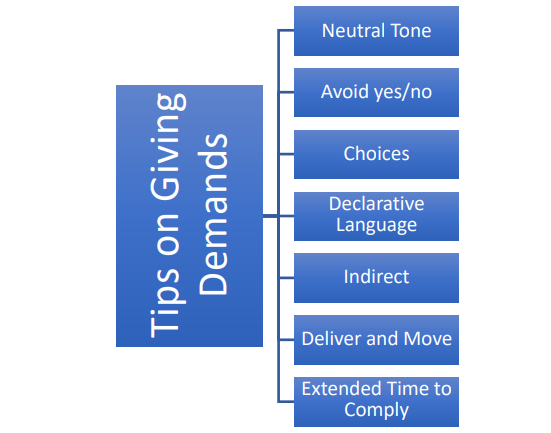 Tips on Giving
Demands
Neutral Tone
Avoid yes/no
Choices
Declarative
Language
Indirect
Deliver and Move
Extended Time to
Comply